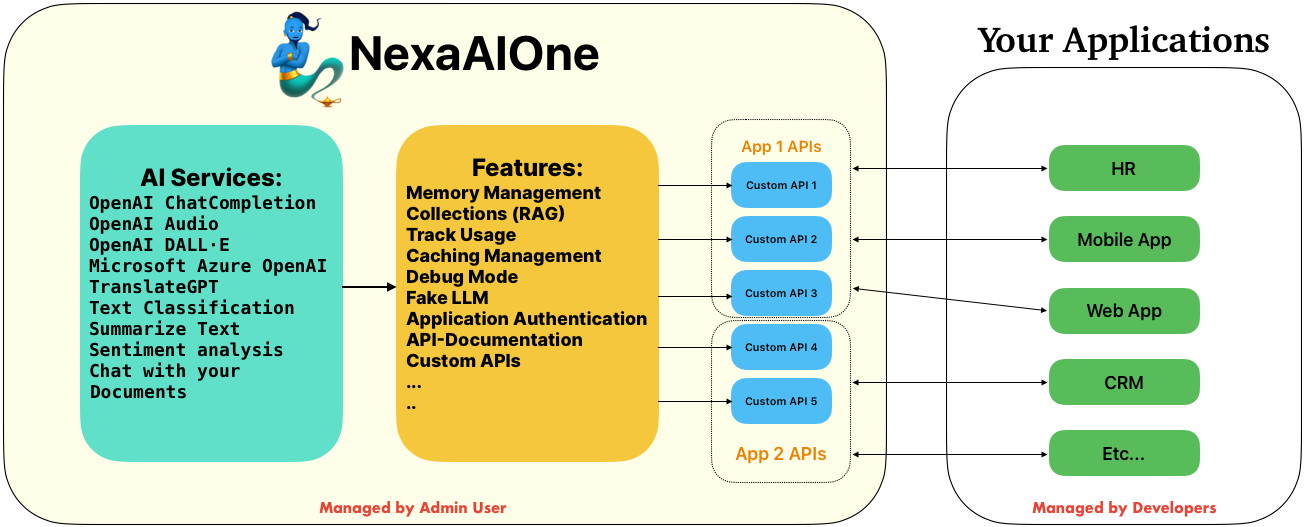 NexaAIOne
Your Applications
AI Services:
OpenAI ChatCompletion
OpenAI Audio
OpenAI DALL·E
Microsoft Azure OpenAI
TranslateGPT
Text Classification
Summarize Text
Sentiment analysis
Chat with your
Documents
Features:
Memory Management
Collections (RAG)
Track Usage
Caching Management
Debug Mode
Fake LLM
Application Authentication
API-Documentation
Custom APIs
...
..
App 1 APIs
Custom API 1
Custom API 2
Custom API 3
Custom API 4
Custom API 5
App 2 APIs
HR
Mobile App
Web App
CRM
Etc...
Managed by Admin User
Managed by Developers